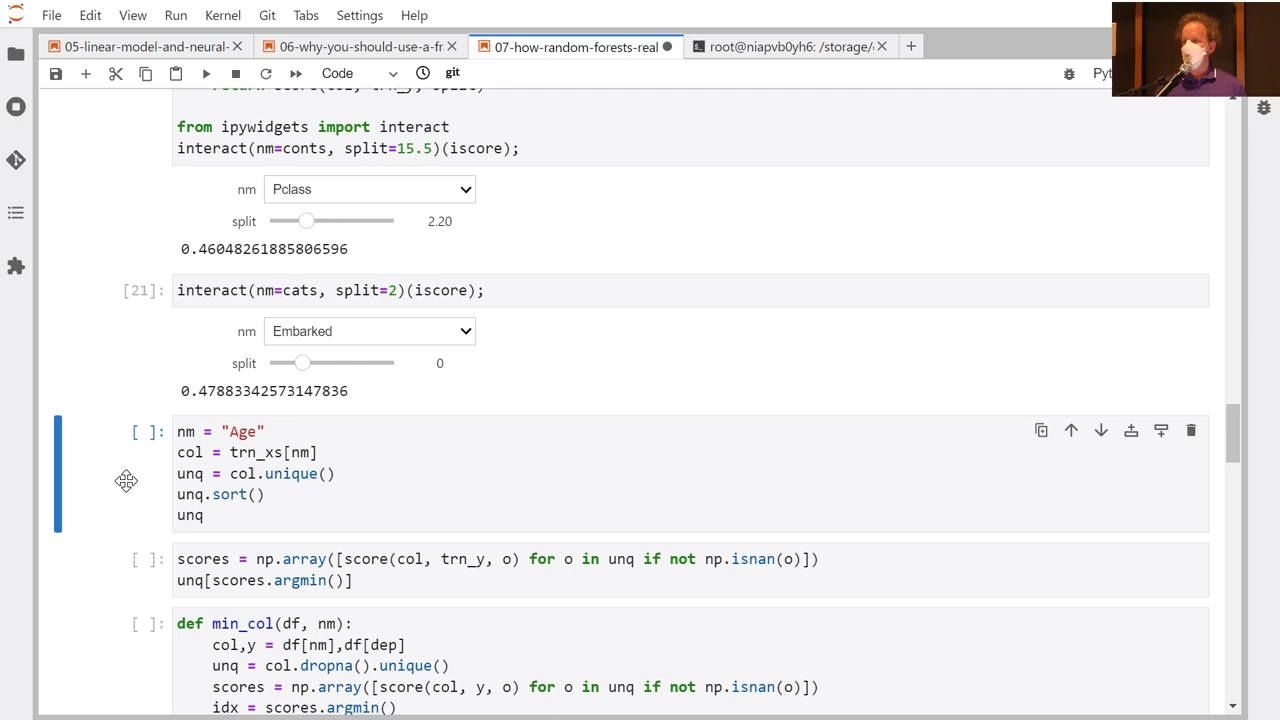 File Edit View Run Kernel Git Tabs Settings Help
05-linear-model-and-neural- 06-why-you-should-use-a-fr 07-how-random-forests-real root@niapvb0yh6: /storage/
Code git Pyt
return score(col, trn_y, split)
from ipywidgets import interact
interact(nm=conts, split=15.5)(iscore);
nm Pclass
split 2.20
0.46048261885806596
[21]: interact(nm=cats, split=2)(iscore);
nm Embarked
split 0
0.47883342573147836
[ ]: nm = "Age"
col = trn_xs[nm]
unq = col.unique()
unq.sort()
unq
[ ]: scores = np.array([score(col, trn_y, o) for o in unq if not np.isnan(o)])
unq[scores.argmin()]
[ ]: def min_col(df, nm):
col,y = df[nm],df[dep]
unq = col.dropna().unique()
scores = np.array([score(col, y, o) for o in unq if not np.isnan(o)])
idx = scores.argmin()